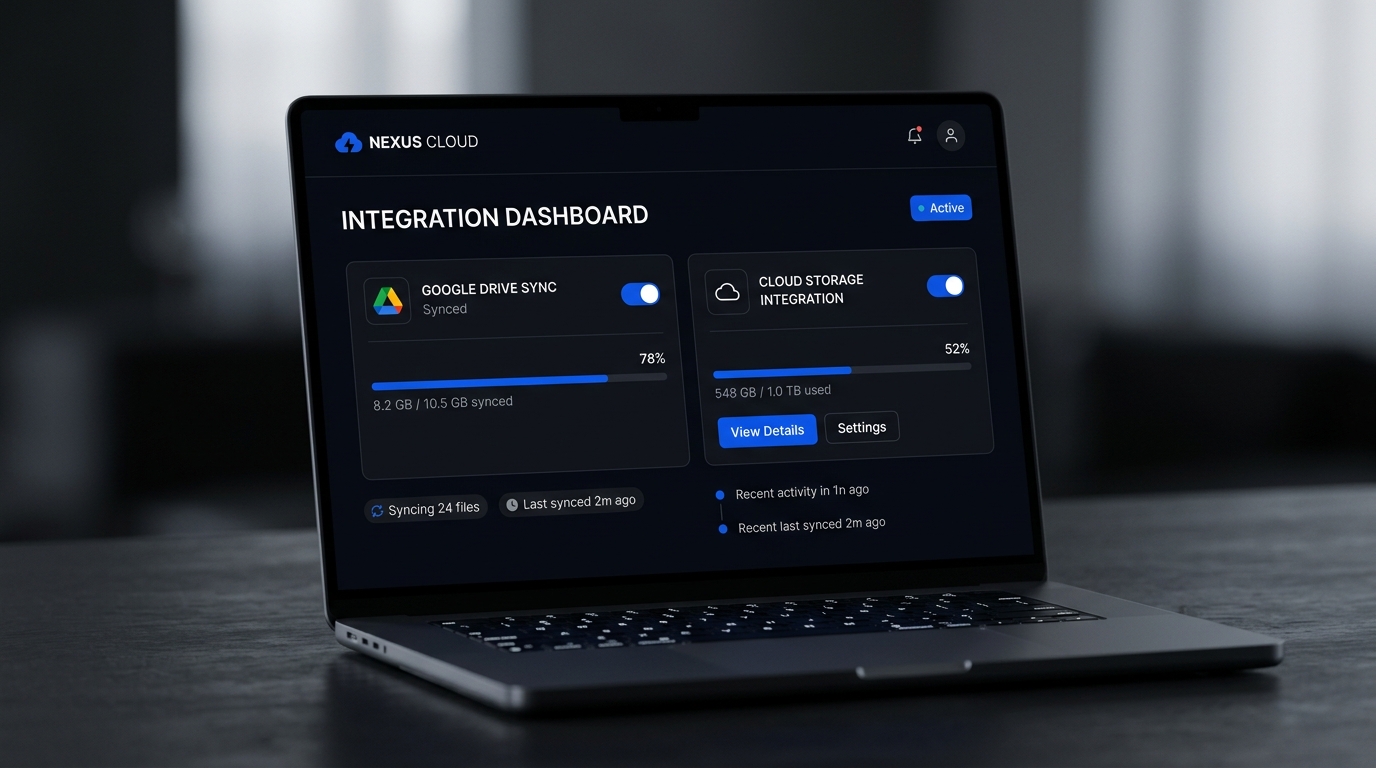 NEXUS CLOUD
INTEGRATION DASHBOARD
Active
GOOGLE DRIVE SYNC
Synced
78%
8.2 GB / 10.5 GB synced
CLOUD STORAGE
INTEGRATION
52%
548 GB / 1.0 TB used
View Details
Settings
Syncing 24 files
Last synced 2m ago
Recent activity in 1n ago
Recent last synced 2m ago